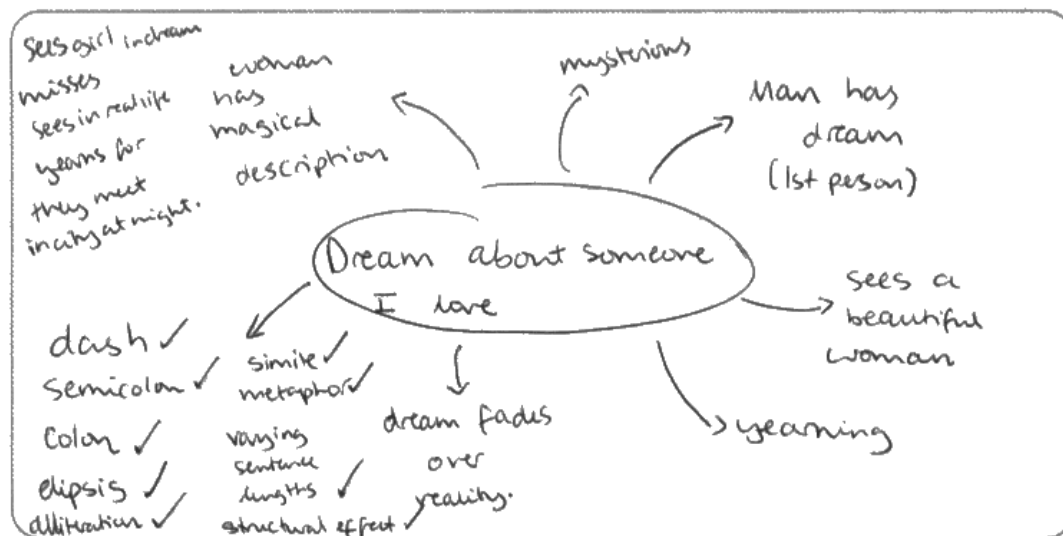 sees girl in dream
misses
sees in real life
yearns for
they meet
in city at night.
woman
has
magical
description
mysterious
Man has
dream
(1st person)
Dream about someone
I love
sees a
beautiful
woman
yearning
dream fades
over
reality.
dash ✓
semicolon ✓
colon ✓
elipsis ✓
alliteration ✓
simile ✓
metaphor ✓
varying
sentence
lengths ✓
structural effect ✓